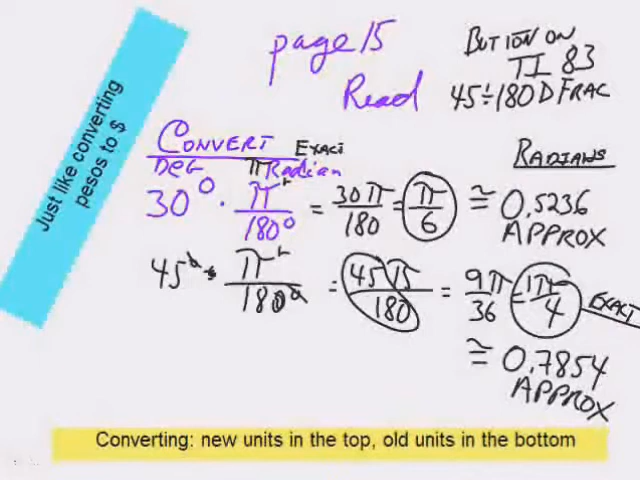 page 15
Read
BUTTON ON
TI 83
45÷180 D FRAC
Just like converting
pesos to $
CONVERT EXACT
DEG π Radian
RADIANS
30° · π^r/180° = 30π/180 = π/6 ≅ 0.5236
APPROX
45° · π^r/180° = 45π/180 = 9π/36 = 1π/4 EXACT
≅ 0.7854
APPROX
Converting: new units in the top, old units in the bottom